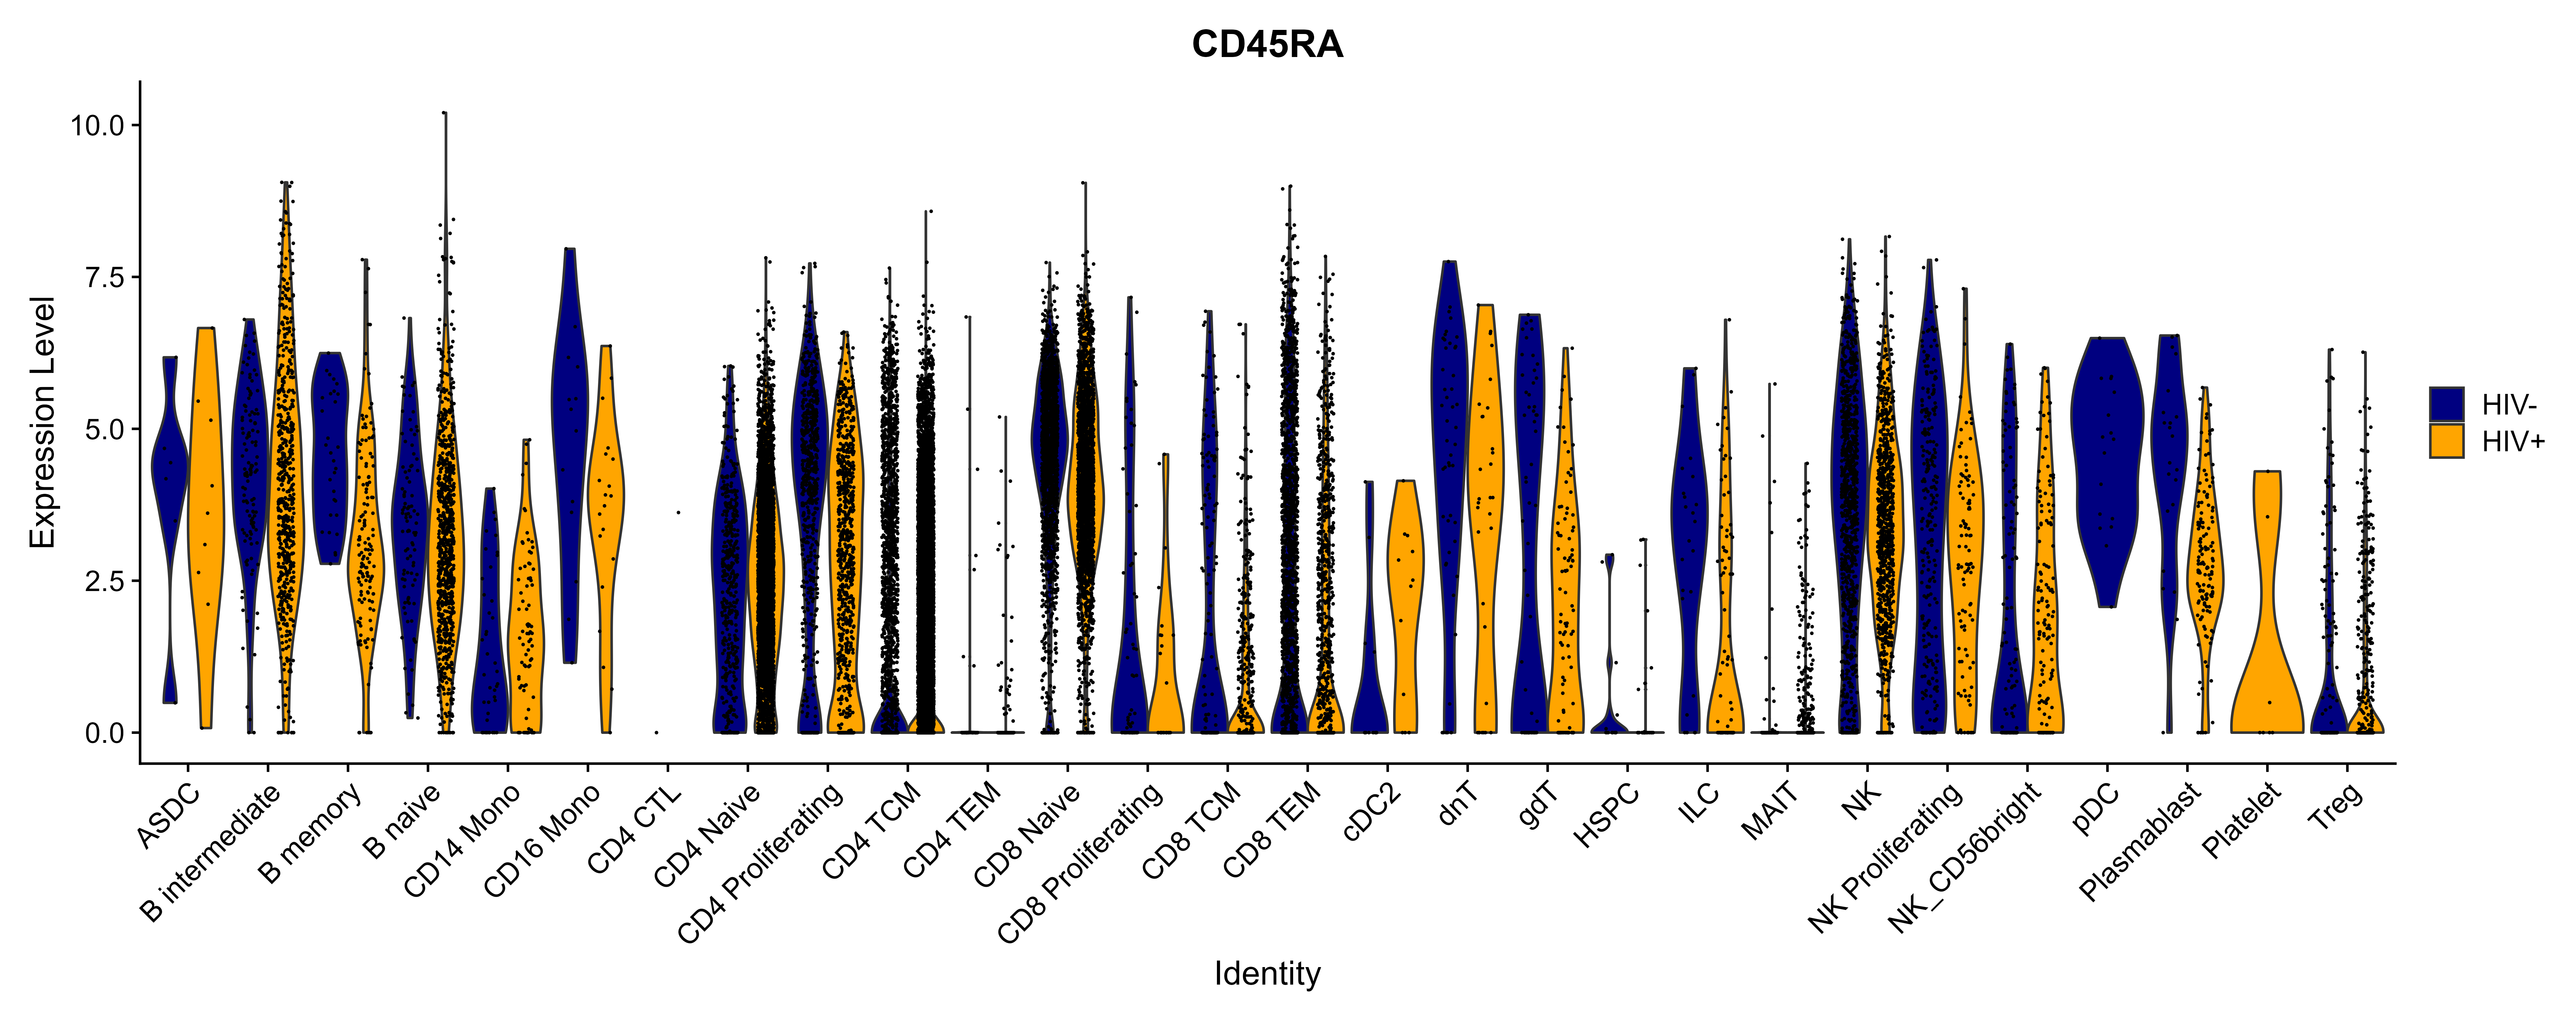 CD45RA
Expression Level
10.0
7.5
5.0
2.5
0.0
ASDC
B intermediate
B memory
B naive
CD14 Mono
CD16 Mono
CD4 CTL
CD4 Naive
CD4 Proliferating
CD4 TCM
CD4 TEM
CD8 Naive
CD8 Proliferating
CD8 TCM
CD8 TEM
cDC2
dnT
gdT
HSPC
ILC
MAIT
NK
NK Proliferating
NK_CD56bright
pDC
Plasmablast
Platelet
Treg
Identity
HIV-
HIV+